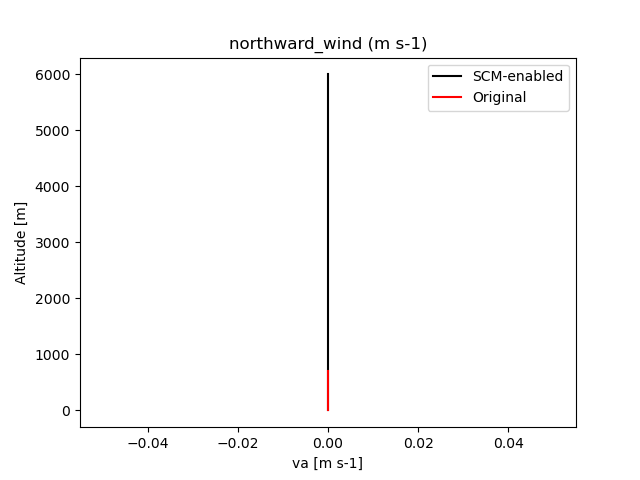 northward_wind (m s-1)
SCM-enabled
Original
6000
5000
4000
3000
2000
1000
0
Altitude [m]
−0.04
−0.02
0.00
0.02
0.04
va [m s-1]